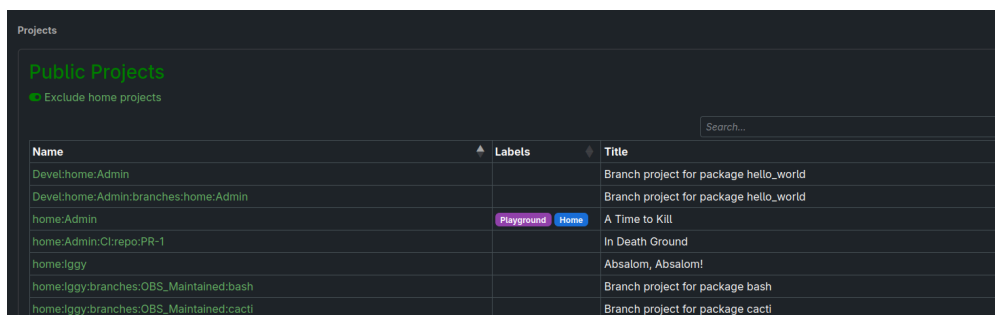 Projects
Public Projects
Exclude home projects
Search...
Name Labels Title
Devel:home:Admin Branch project for package hello_world
Devel:home:Admin:branches:home:Admin Branch project for package hello_world
home:Admin Playground Home A Time to Kill
home:Admin:CI:repo:PR-1 In Death Ground
home:Iggy Absalom, Absalom!
home:Iggy:branches:OBS_Maintained:bash Branch project for package bash
home:Iggy:branches:OBS_Maintained:cacti Branch project for package cacti